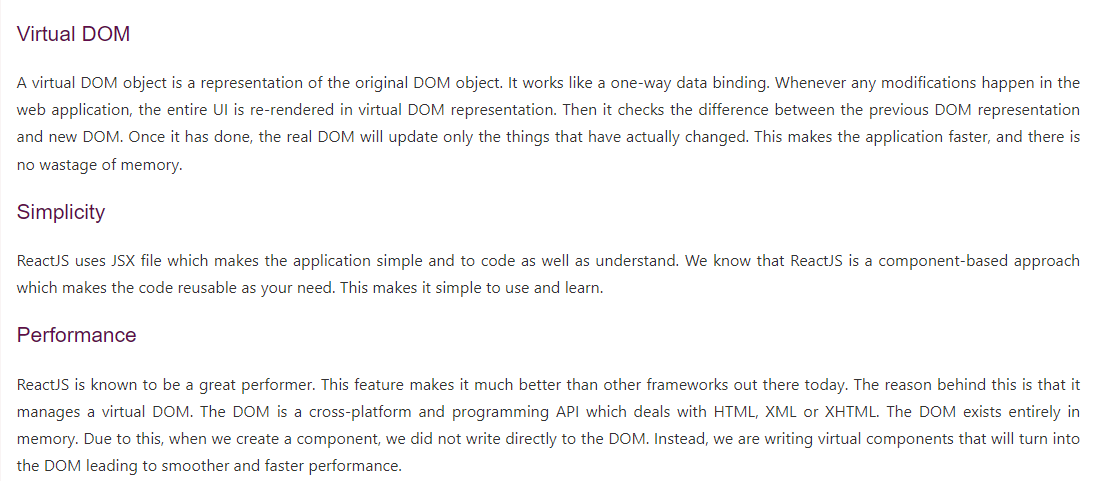 Virtual DOM
A virtual DOM object is a representation of the original DOM object. It works like a one-way data binding. Whenever any modifications happen in the
web application, the entire UI is re-rendered in virtual DOM representation. Then it checks the difference between the previous DOM representation
and new DOM. Once it has done, the real DOM will update only the things that have actually changed. This makes the application faster, and there is
no wastage of memory.
Simplicity
ReactJS uses JSX file which makes the application simple and to code as well as understand. We know that ReactJS is a component-based approach
which makes the code reusable as your need. This makes it simple to use and learn.
Performance
ReactJS is known to be a great performer. This feature makes it much better than other frameworks out there today. The reason behind this is that it
manages a virtual DOM. The DOM is a cross-platform and programming API which deals with HTML, XML or XHTML. The DOM exists entirely in
memory. Due to this, when we create a component, we did not write directly to the DOM. Instead, we are writing virtual components that will turn into
the DOM leading to smoother and faster performance.